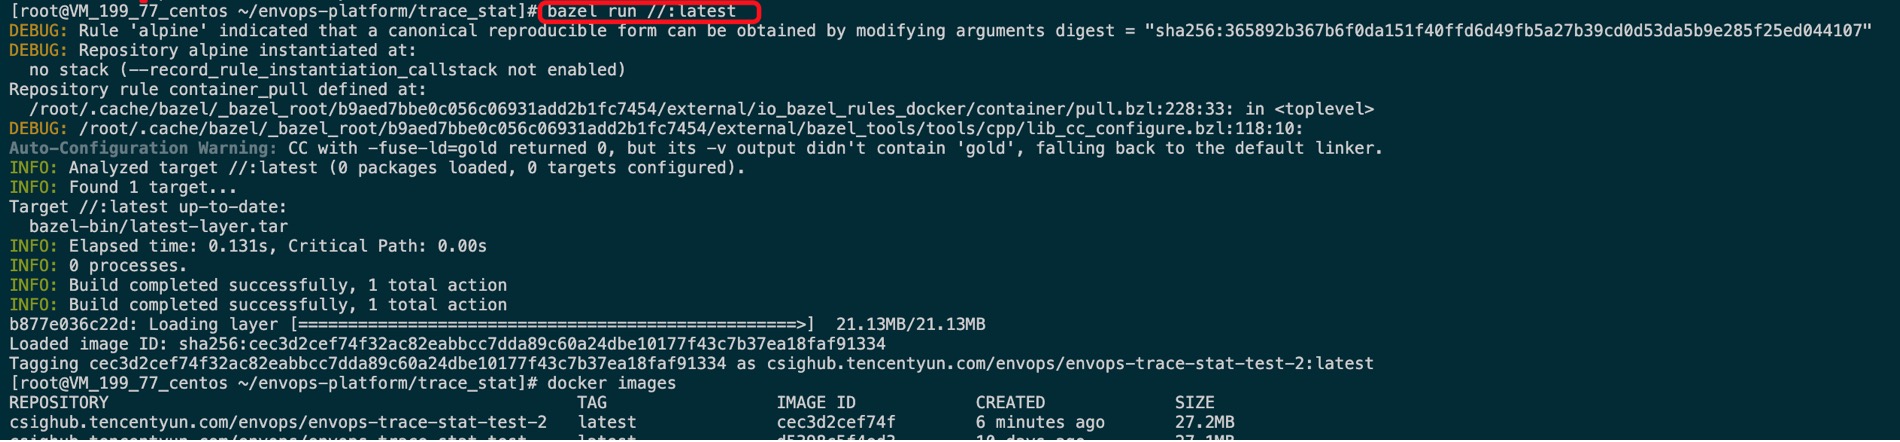 [root@VM_199_77_centos ~/envops-platform/trace_stat]# bazel run //:latest
DEBUG: Rule 'alpine' indicated that a canonical reproducible form can be obtained by modifying arguments digest = "sha256:365892b367b6f0da151f40ffd6d49fb5a27b39cd0d53da5b9e285f25ed044107"
DEBUG: Repository alpine instantiated at:
  no stack (--record_rule_instantiation_callstack not enabled)
Repository rule container_pull defined at:
  /root/.cache/bazel/_bazel_root/b9aed7bbe0c056c06931add2b1fc7454/external/io_bazel_rules_docker/container/pull.bzl:228:33: in <toplevel>
DEBUG: /root/.cache/bazel/_bazel_root/b9aed7bbe0c056c06931add2b1fc7454/external/bazel_tools/tools/cpp/lib_cc_configure.bzl:118:10:
Auto-Configuration Warning: CC with -fuse-ld=gold returned 0, but its -v output didn't contain 'gold', falling back to the default linker.
INFO: Analyzed target //:latest (0 packages loaded, 0 targets configured).
INFO: Found 1 target...
Target //:latest up-to-date:
  bazel-bin/latest-layer.tar
INFO: Elapsed time: 0.131s, Critical Path: 0.00s
INFO: 0 processes.
INFO: Build completed successfully, 1 total action
INFO: Build completed successfully, 1 total action
b877e036c22d: Loading layer [==================================================>]  21.13MB/21.13MB
Loaded image ID: sha256:cec3d2cef74f32ac82eabbcc7dda89c60a24dbe10177f43c7b37ea18faf91334
Tagging cec3d2cef74f32ac82eabbcc7dda89c60a24dbe10177f43c7b37ea18faf91334 as csighub.tencentyun.com/envops/envops-trace-stat-test-2:latest
[root@VM_199_77_centos ~/envops-platform/trace_stat]# docker images
REPOSITORY TAG IMAGE ID CREATED SIZE
csighub.tencentyun.com/envops/envops-trace-stat-test-2 latest cec3d2cef74f 6 minutes ago 27.2MB